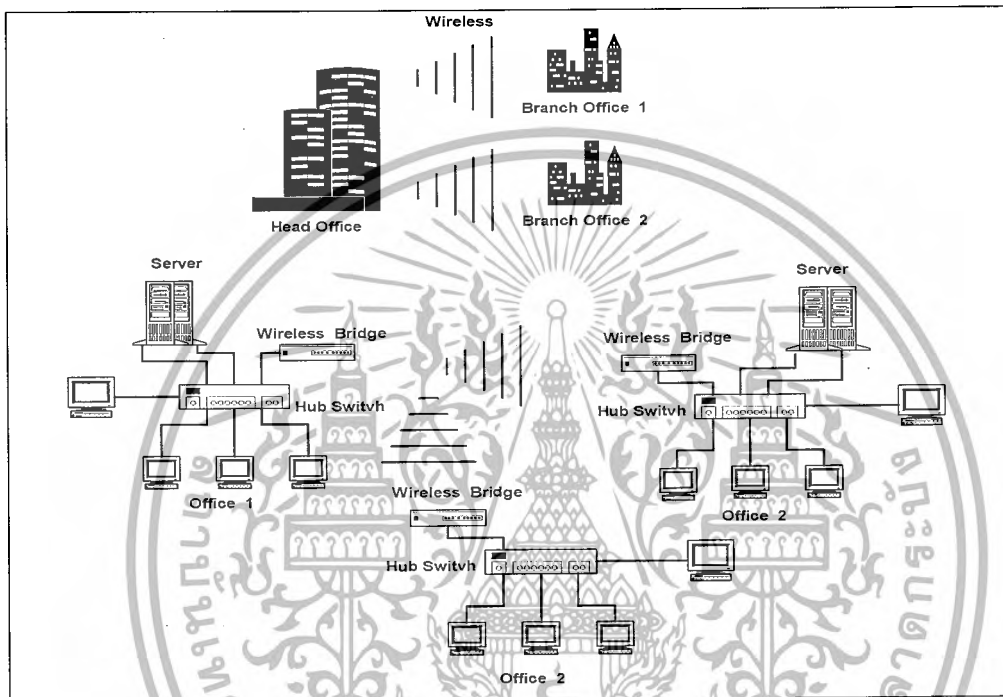 Wireless
Branch Office 1
Head Office
Branch Office 2
Server
Server
Wireless Bridge
Wireless Bridge
Hub Switvh
Hub Switvh
Office 1
Wireless Bridge
Office 2
Hub Switvh
Office 2